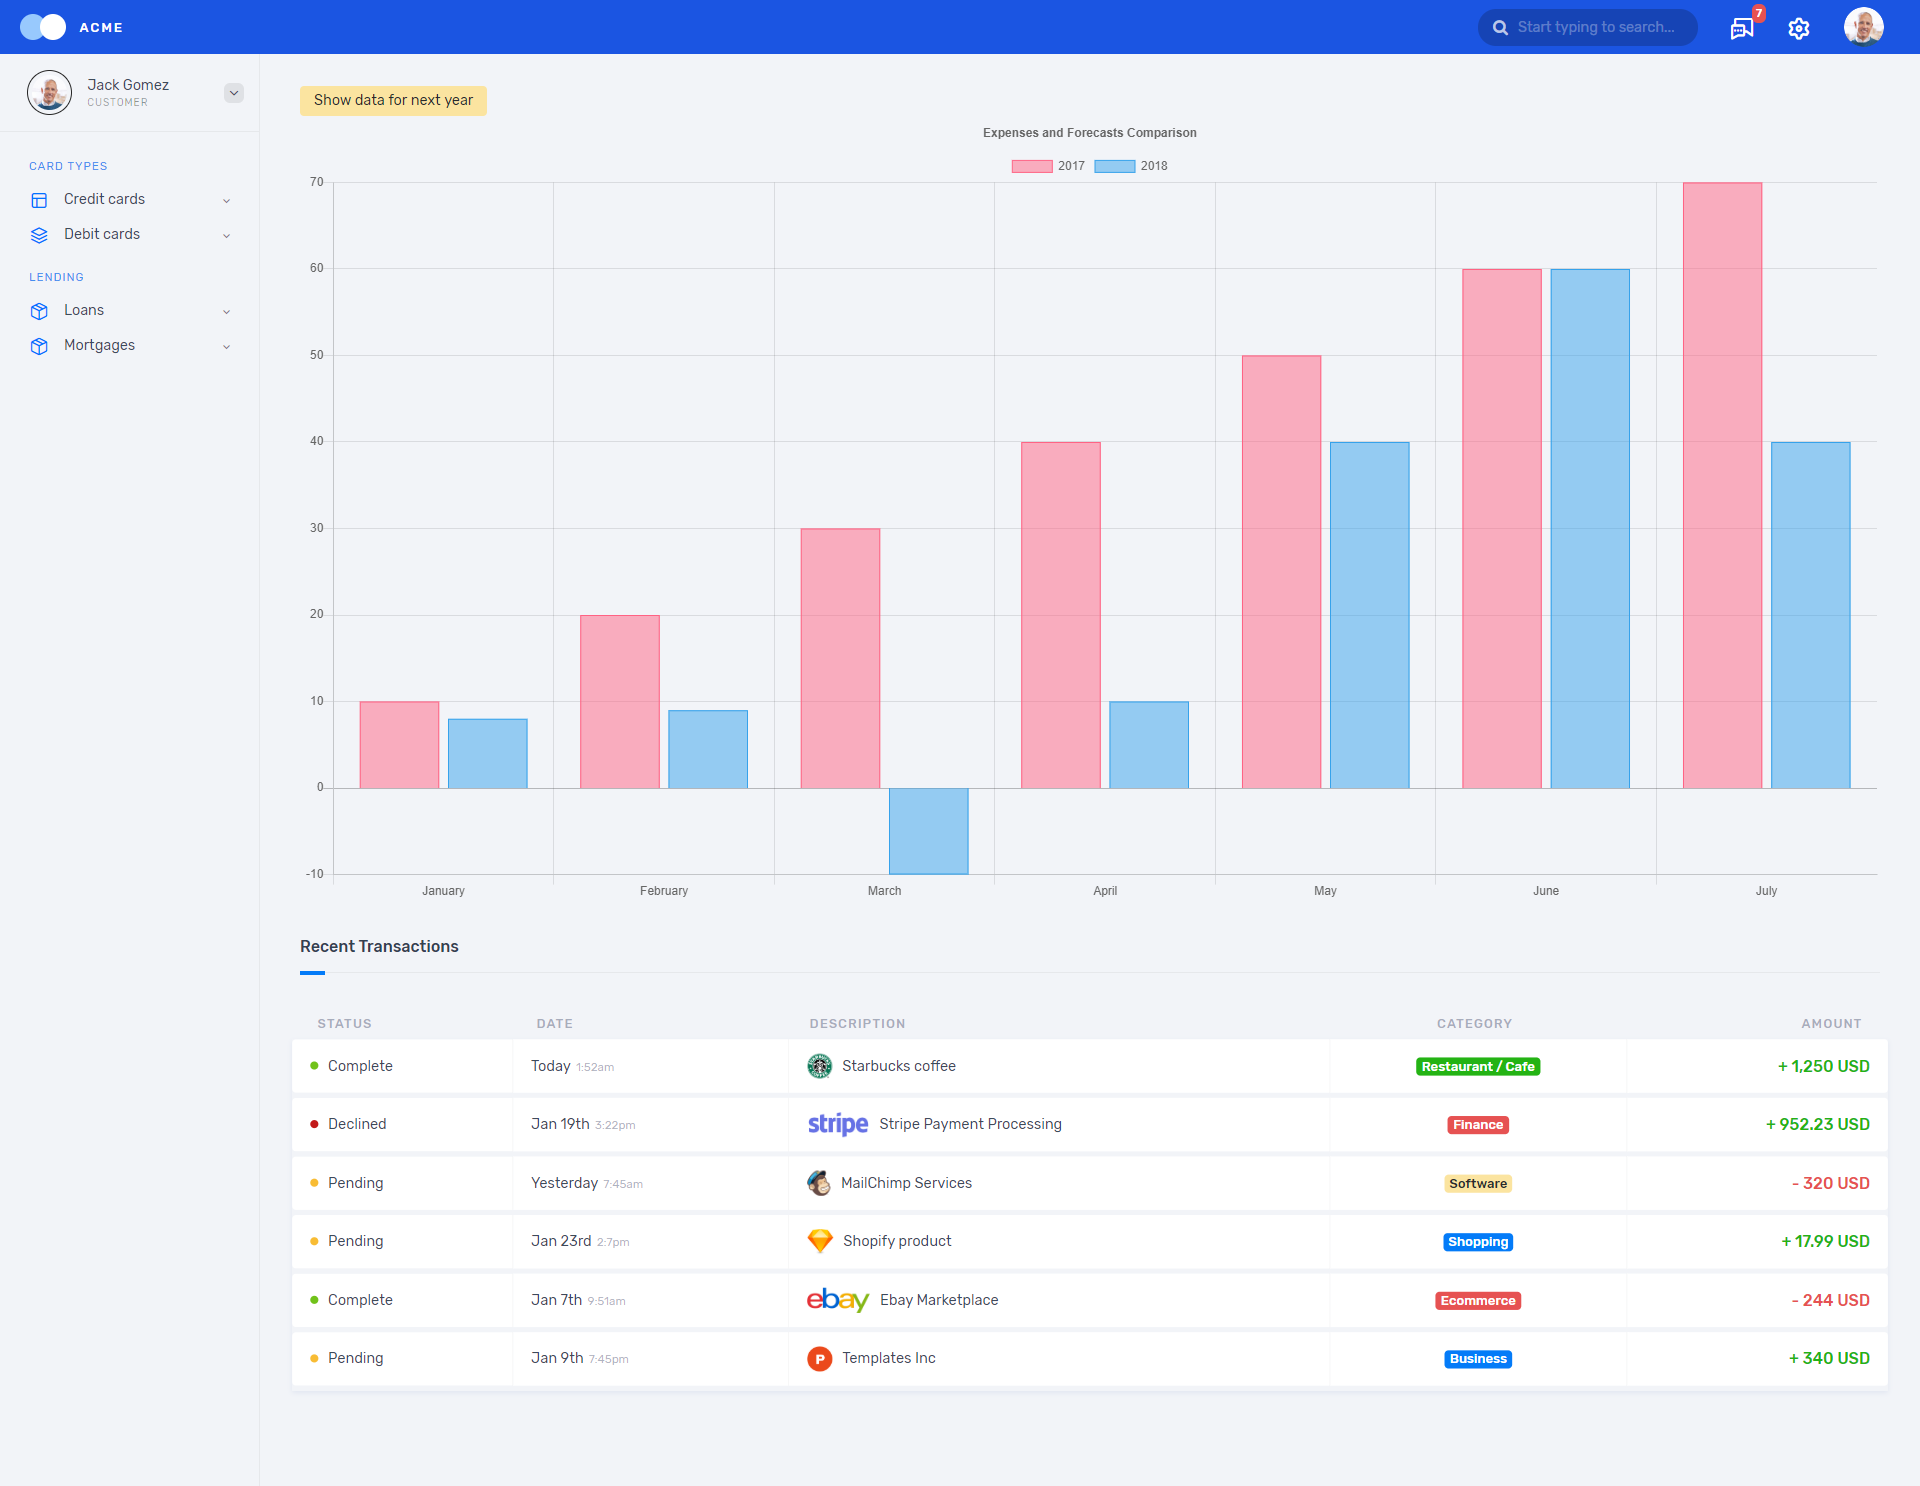 ACME
Start typing to search...
7
Jack Gomez
CUSTOMER
CARD TYPES
Credit cards
Debit cards
LENDING
Loans
Mortgages
Show data for next year
Expenses and Forecasts Comparison
2017 2018
70
60
50
40
30
20
10
0
-10
January February March April May June July
Recent Transactions
STATUS DATE DESCRIPTION CATEGORY AMOUNT
Complete Today 1:52am Starbucks coffee Restaurant / Cafe + 1,250 USD
Declined Jan 19th 3:22pm stripe Stripe Payment Processing Finance + 952.23 USD
Pending Yesterday 7:45am MailChimp Services Software - 320 USD
Pending Jan 23rd 2:7pm Shopify product Shopping + 17.99 USD
Complete Jan 7th 9:51am ebay Ebay Marketplace Ecommerce - 244 USD
Pending Jan 9th 7:45pm P Templates Inc Business + 340 USD